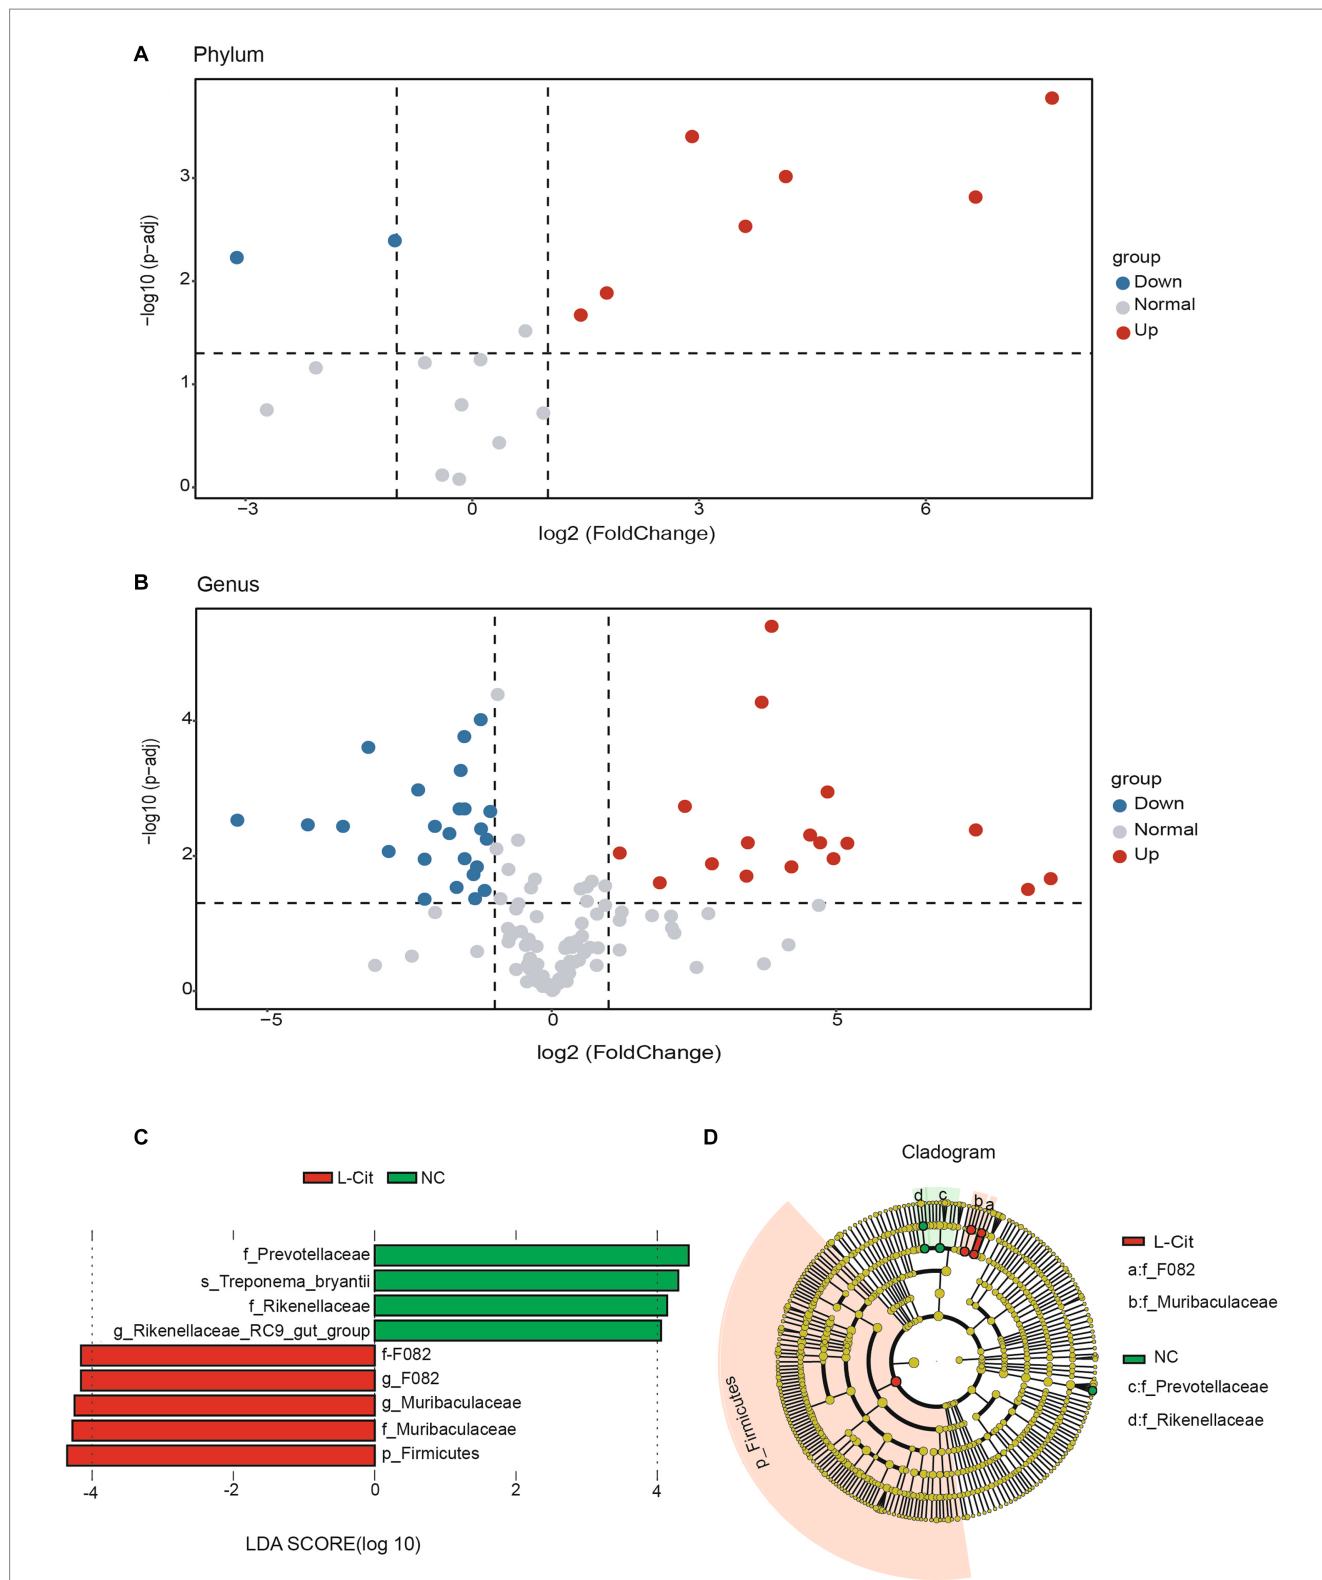 A Phylum
3
2
1
0
−log10 (p−adj)
−3 0 3 6
log2 (FoldChange)
group
Down
Normal
Up
B Genus
4
2
0
−log10 (p−adj)
−5 0 5
log2 (FoldChange)
group
Down
Normal
Up
C
L-Cit NC
f_Prevotellaceae
s_Treponema_bryantii
f_Rikenellaceae
g_Rikenellaceae_RC9_gut_group
f-F082
g_F082
g_Muribaculaceae
f_Muribaculaceae
p_Firmicutes
-4 -2 0 2 4
LDA SCORE(log 10)
D
Cladogram
d c b a
p_Firmicutes
L-Cit
a:f_F082
b:f_Muribaculaceae
NC
c:f_Prevotellaceae
d:f_Rikenellaceae